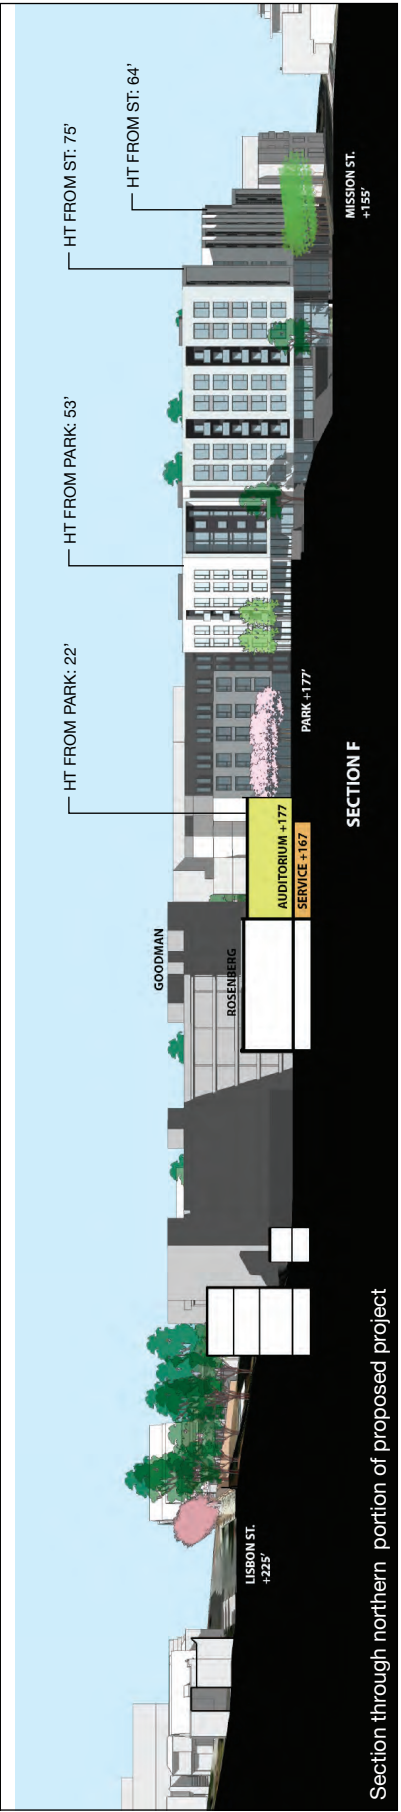 HT FROM PARK: 22'
HT FROM PARK: 53'
HT FROM ST: 75'
HT FROM ST: 64'
GOODMAN
ROSENBERG
AUDITORIUM +177
SERVICE +167
PARK +177'
MISSION ST.
+155'
LISBON ST.
+225'
SECTION F
Section through northern portion of proposed project